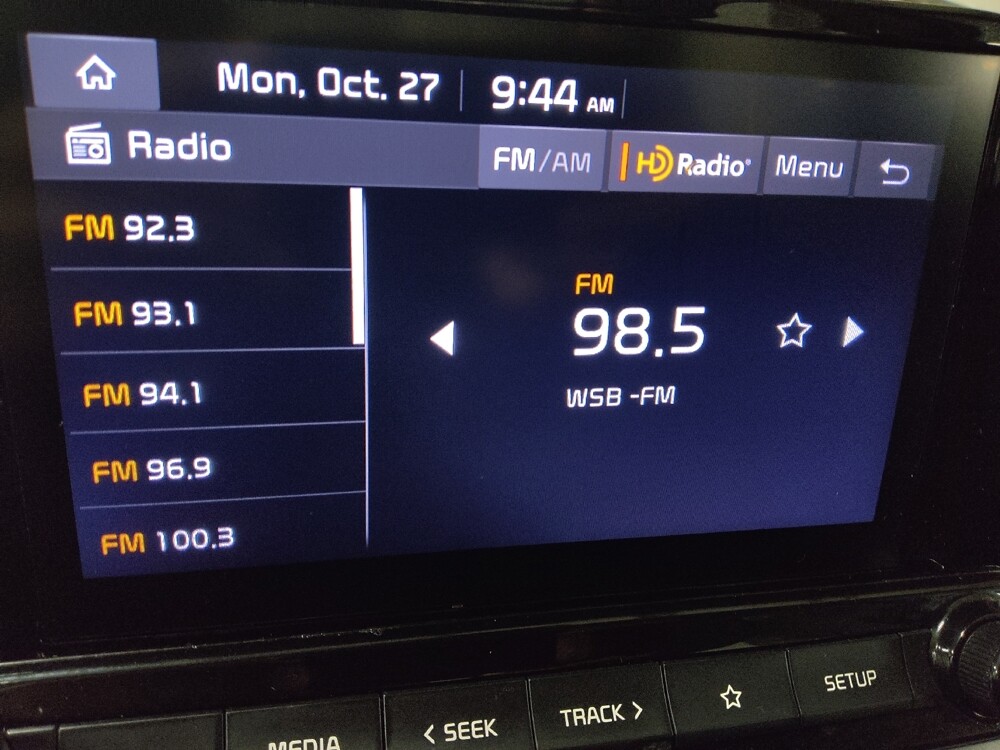 Mon, Oct. 27 9:44 AM
Radio FM/AM HD Radio® Menu
FM 92.3
FM 93.1
FM 94.1
FM 96.9
FM 100.3
FM
98.5
WSB -FM
MEDIA < SEEK TRACK > SETUP